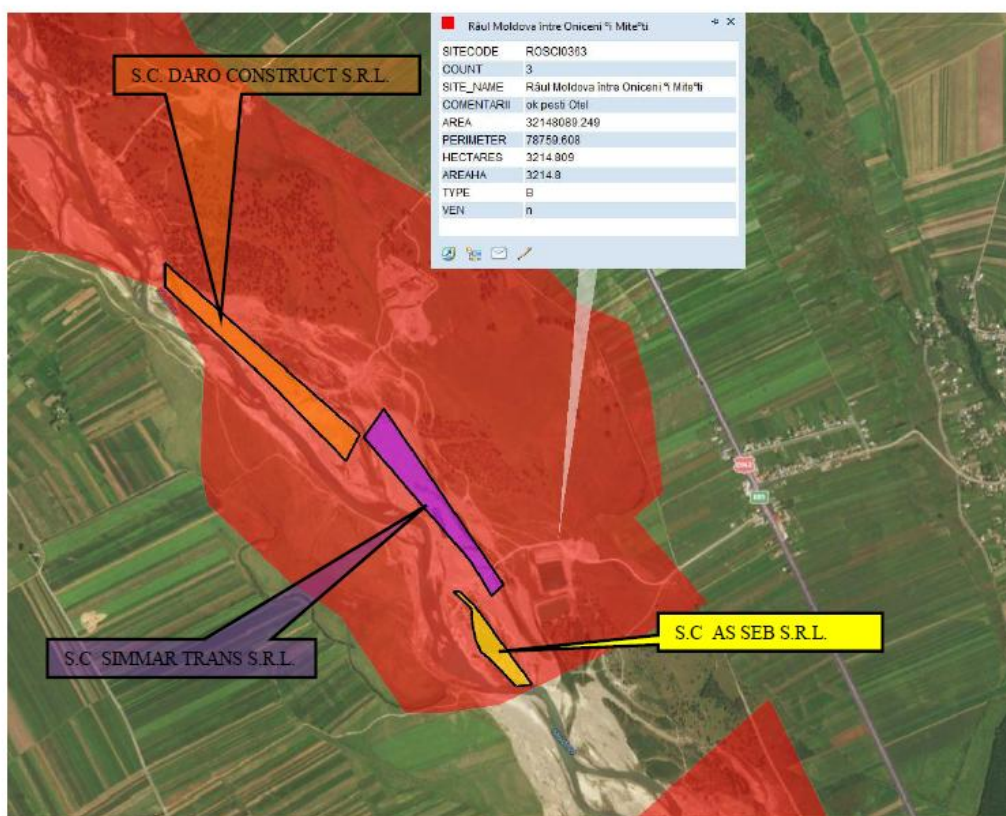 Râul Moldova între Oniceni ºi Miteºti
SITECODE ROSCI0363
COUNT 3
SITE_NAME Râul Moldova între Oniceni ºi Miteºti
COMENTARII ok pesti Otel
AREA 32148089.249
PERIMETER 78759.608
HECTARES 3214.809
AREAHA 3214.8
TYPE B
VEN n
S.C. DARO CONSTRUCT S.R.L.
S.C AS SEB S.R.L.
S.C SIMMAR TRANS S.R.L.